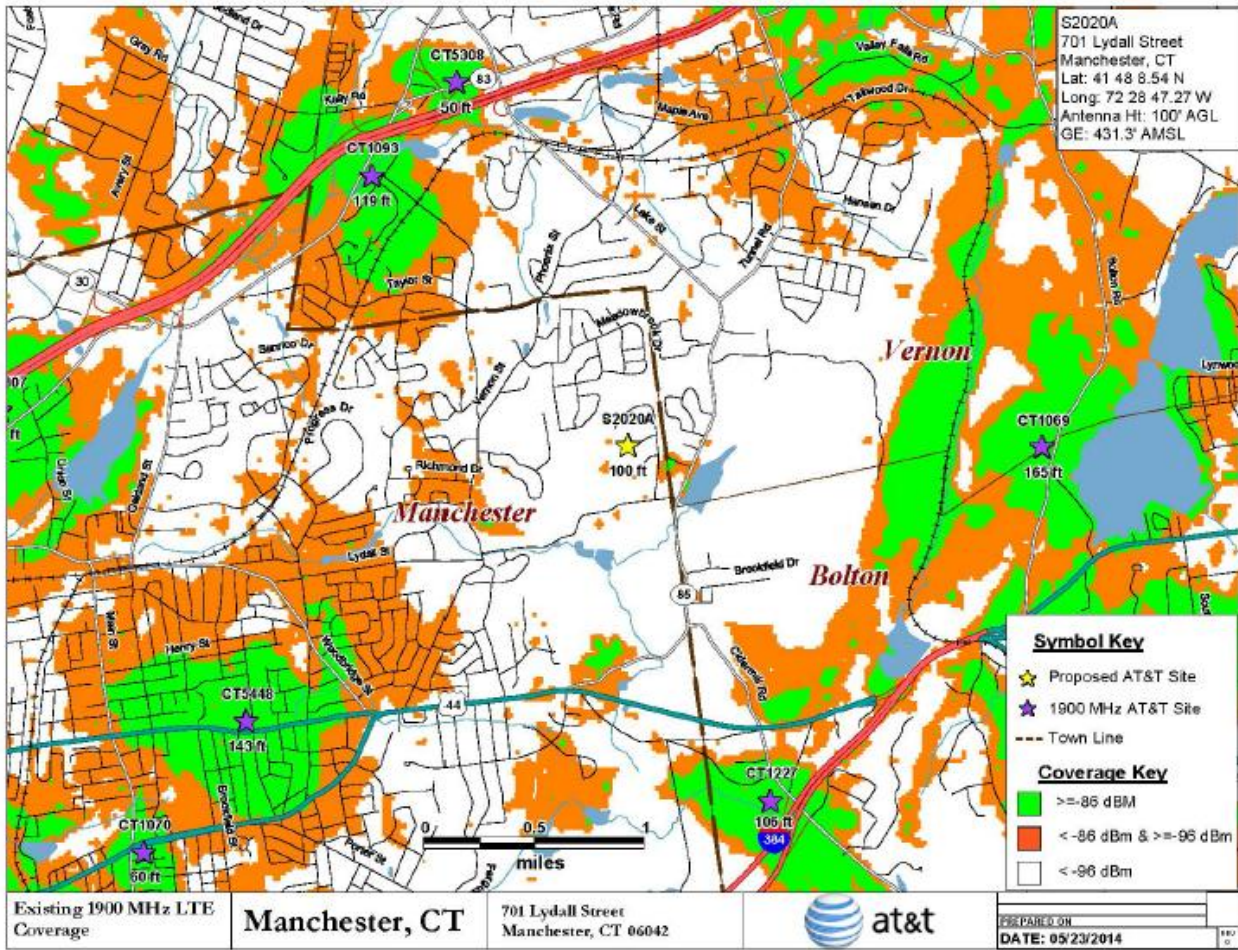 S2020A
701 Lydall Street
Manchester, CT
Lat: 41 48 8.54 N
Long: 72 28 47.27 W
Antenna Ht: 100' AGL
GE: 431.3' AMSL
Gray Rd
Avery St
Kelly Rd
CT5308
83
50 ft
CT1093
119 ft
Maple Ave
Valley Falls Rd
Tallwood Dr
Hansen Dr
Lake St
Tunnel Rd
Phoenix St
Bolton Rd
30
Taylor St
Meadowbrook Dr
Vernon
Progress Dr
Vernon St
S2020A
100 ft
CT1069
165 ft
ft
Union St
Oakland St
Richmond Dr
Manchester
Lydall St
Brookfield Dr
Bolton
85
Main St
Henry St
Woodbridge St
Cidermill Rd
CT5448
143 ft
44
CT1227
106 ft
384
CT1070
60 ft
Brookfield St
Porter St
0 0.5 1
miles
Symbol Key
Proposed AT&T Site
1900 MHz AT&T Site
Town Line
Coverage Key
>=-86 dBM
<-86 dBm & >=-96 dBm
<-96 dBm
Existing 1900 MHz LTE
Coverage
Manchester, CT
701 Lydall Street
Manchester, CT 06042
at&t
PREPARED ON
DATE: 05/23/2014